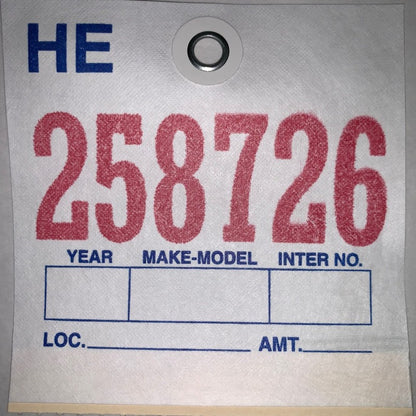 HE
258726
YEAR MAKE-MODEL INTER NO.
LOC. AMT.